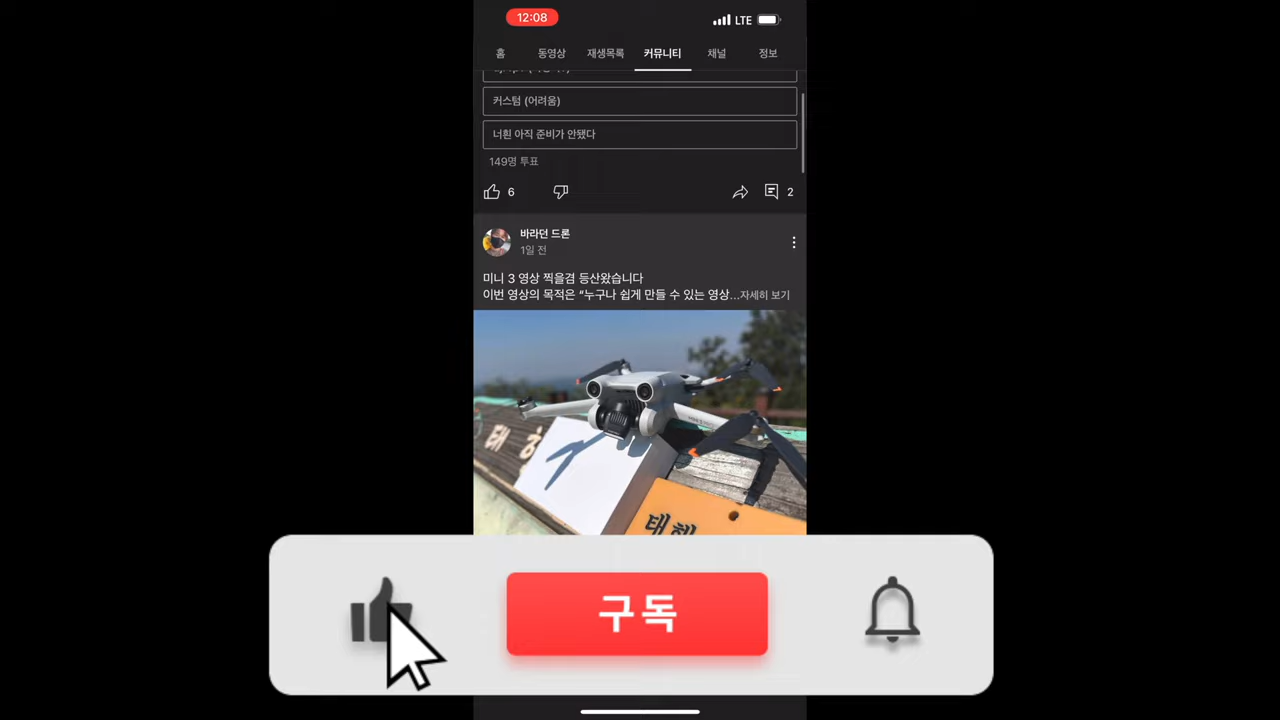 12:08
LTE
홈 동영상 재생목록 커뮤니티 채널 정보
커스텀 (어려움)
너흰 아직 준비가 안됐다
149명 투표
6 2
바라던 드론
1일 전
미니 3 영상 찍을겸 등산왔습니다
이번 영상의 목적은 “누구나 쉽게 만들 수 있는 영상...자세히 보기
태
태
구독